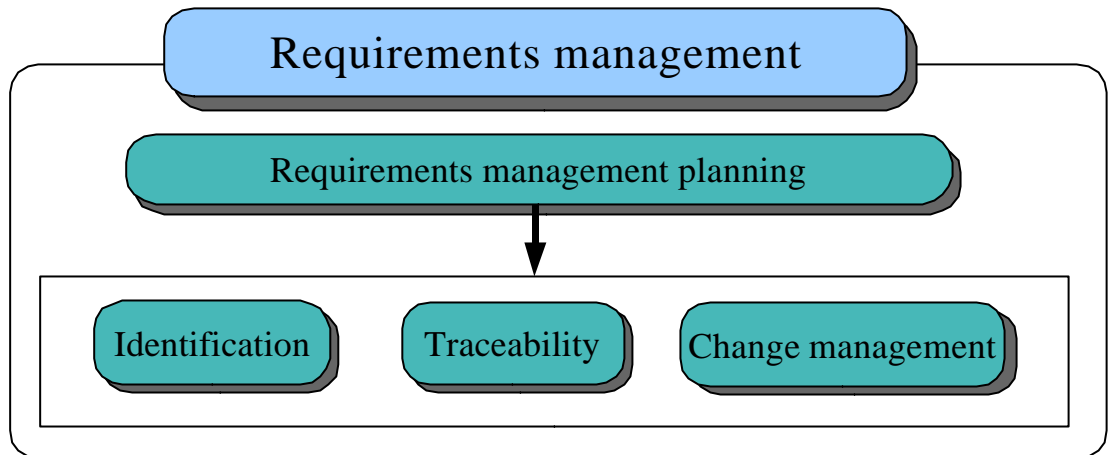 Requirements management
Requirements management planning
Identification
Traceability
Change management